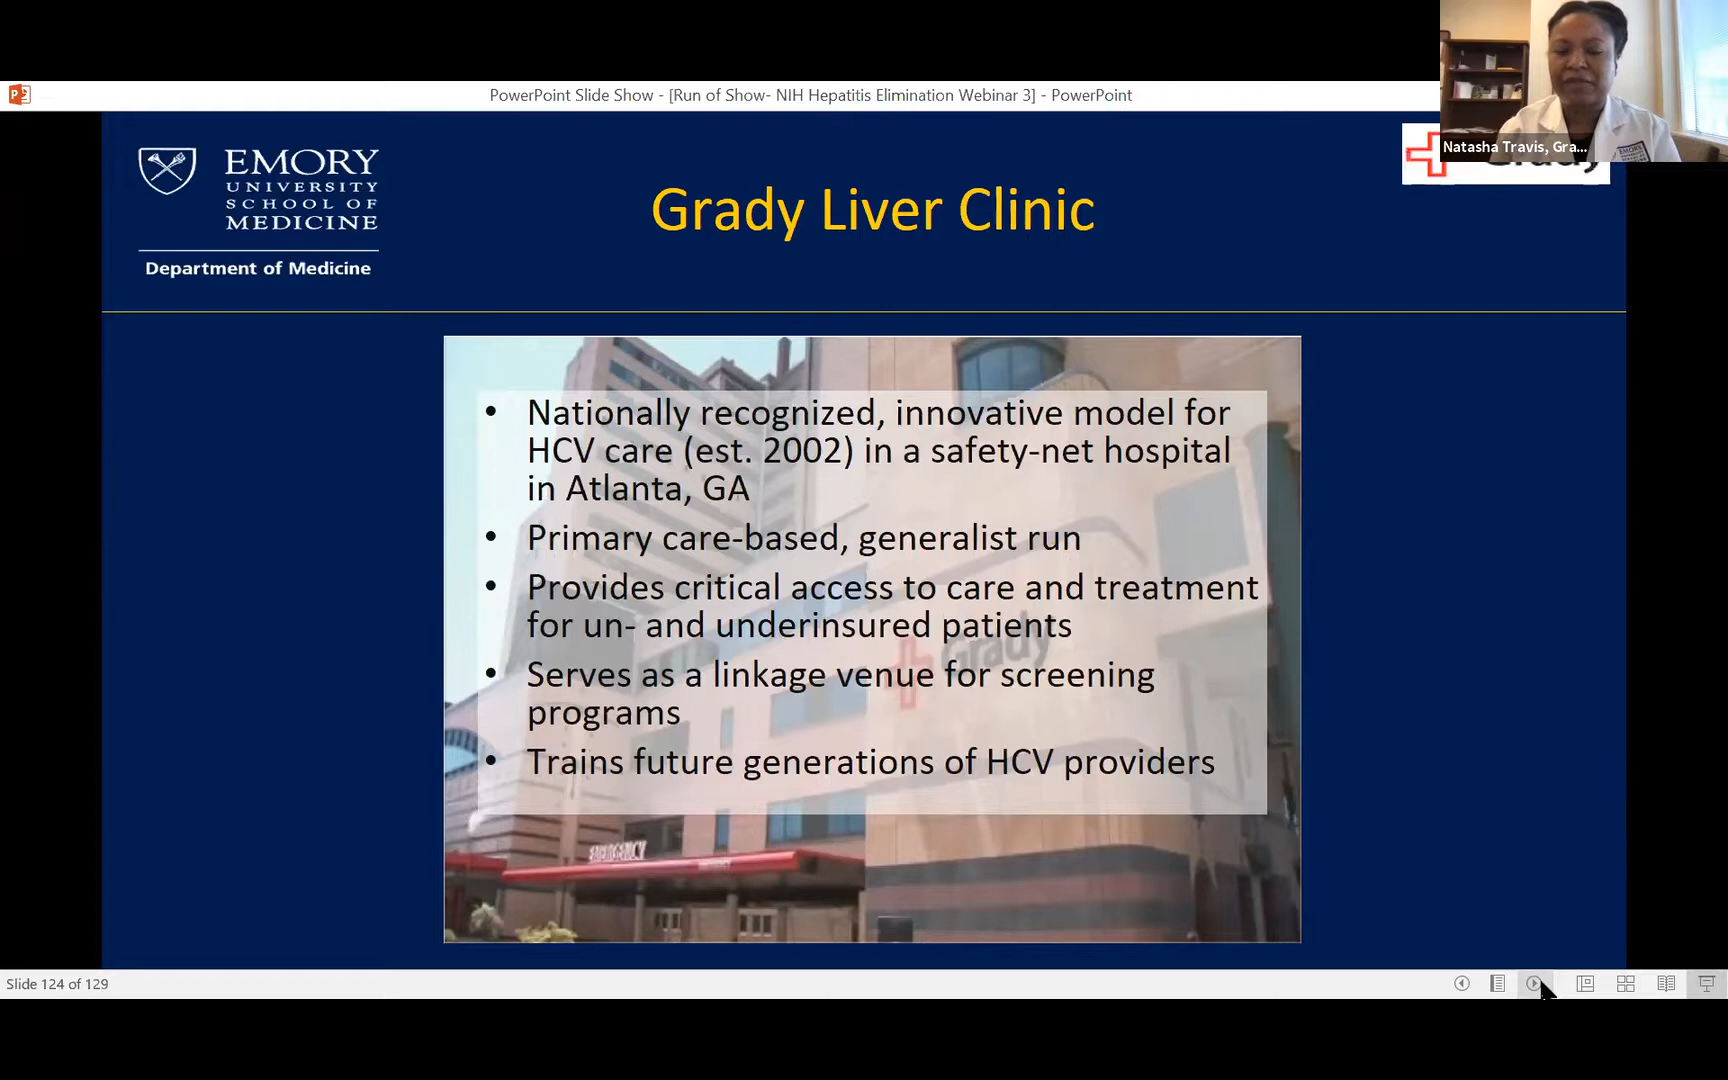 PowerPoint Slide Show - [Run of Show- NIH Hepatitis Elimination Webinar 3] - PowerPoint
Natasha Travis, Gra...
EMORY
UNIVERSITY
SCHOOL OF
MEDICINE
Department of Medicine
Grady
Grady Liver Clinic
• Nationally recognized, innovative model for
HCV care (est. 2002) in a safety-net hospital
in Atlanta, GA
• Primary care-based, generalist run
• Provides critical access to care and treatment
for un- and underinsured patients
• Serves as a linkage venue for screening
programs
• Trains future generations of HCV providers
Grady
EMERGENCY
Slide 124 of 129